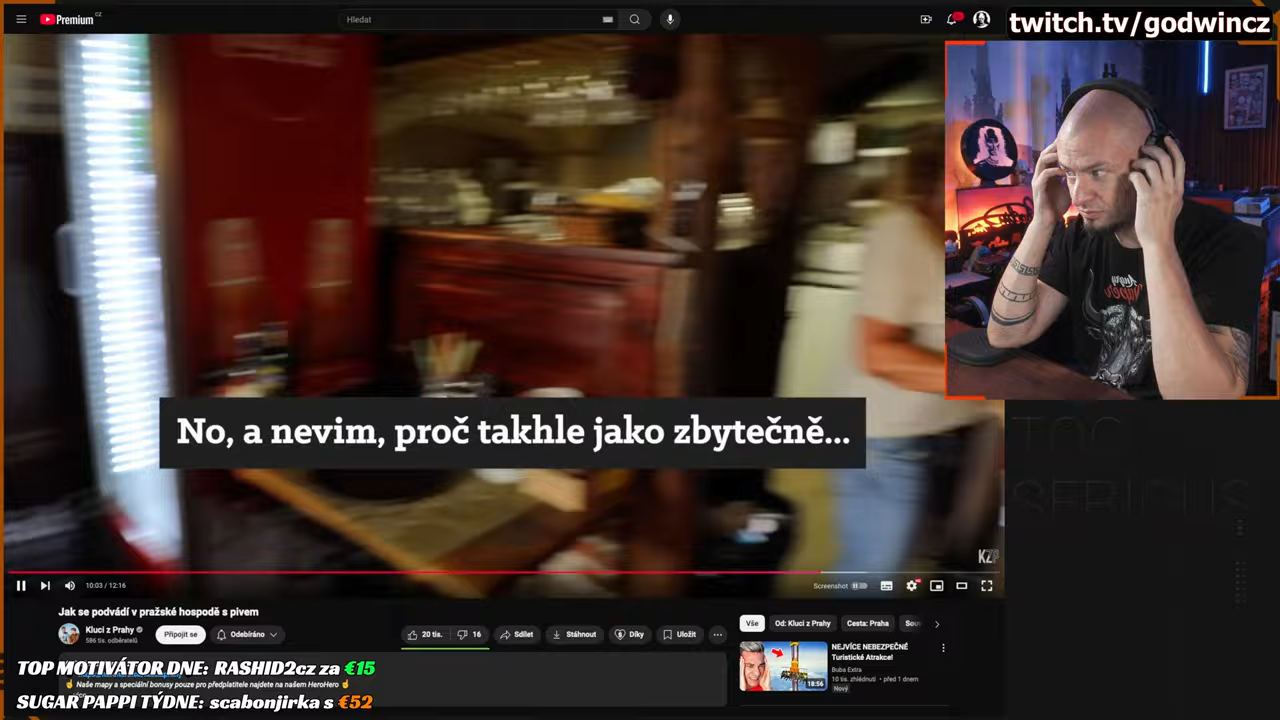 Premium CZ
Hledat
twitch.tv/godwincz
No, a nevim, proč takhle jako zbytečně...
KZP
10:03 / 12:16
Screenshot
Jak se podvádí v pražské hospodě s pivem
Kluci z Prahy
586 tis. odběratelů
Připojit se
Odebíráno
20 tis.
16
Sdílet
Stáhnout
Díky
Uložit
Vše
Od: Kluci z Prahy
Cesta: Praha
NEJVÍCE NEBEZPEČNÉ
Turistické Atrakce!
Buba Extra
10 tis. zhlédnutí • před 1 dnem
Nový
18:56
TOP MOTIVÁTOR DNE: RASHID2cz za €15
Naše mapy a speciální bonusy pouze pro předplatitele najdete na našem HeroHero
SUGAR PAPPI TÝDNE: scabonjirka s €52